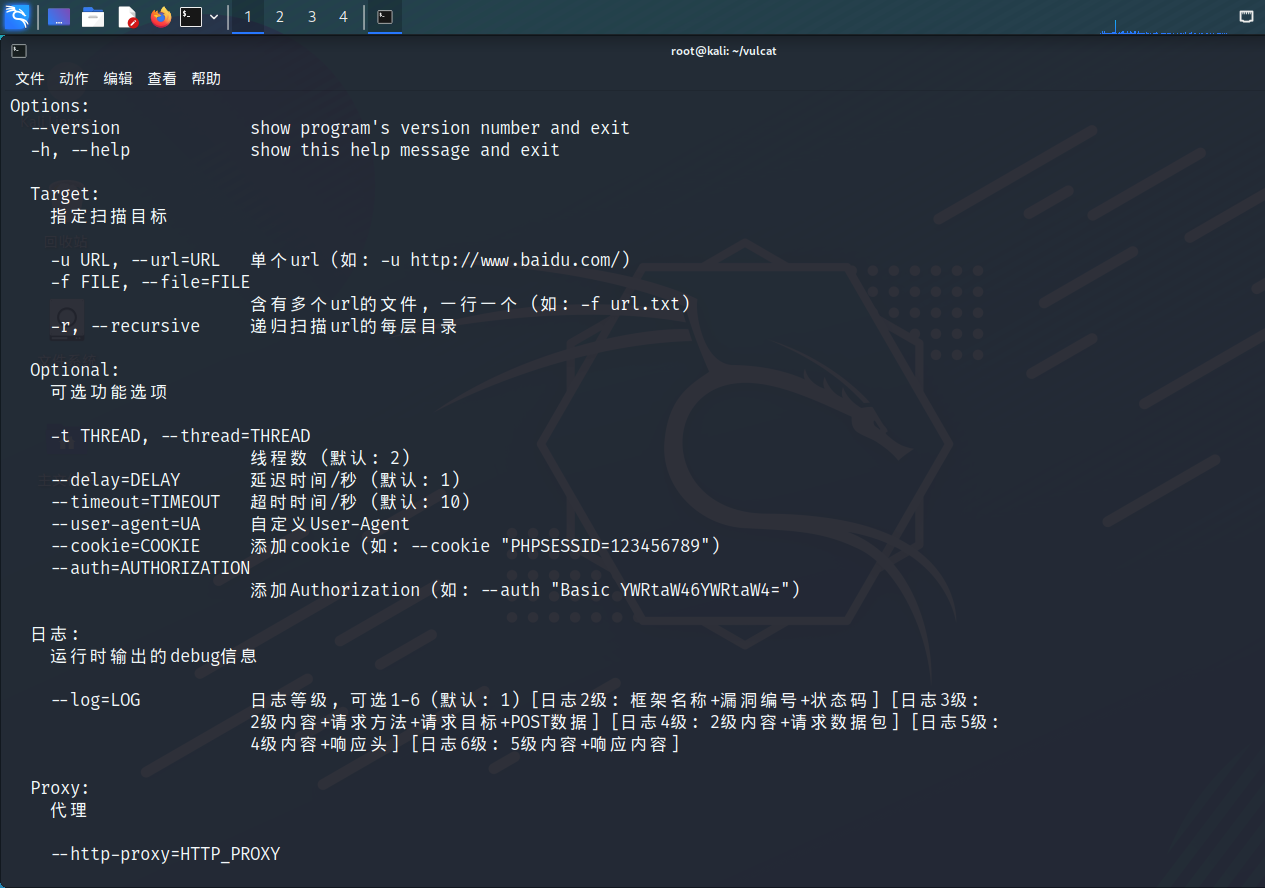 1 2 3 4
root@kali: ~/vulcat
文件 动作 编辑 查看 帮助
Options:
--version show program's version number and exit
-h, --help show this help message and exit
Target:
指定扫描目标
-u URL, --url=URL 单个url（如：-u http://www.baidu.com/）
-f FILE, --file=FILE
含有多个url的文件，一行一个（如：-f url.txt）
-r, --recursive 递归扫描url的每层目录
Optional:
可选功能选项
-t THREAD, --thread=THREAD
线程数（默认：2）
--delay=DELAY 延迟时间/秒（默认：1）
--timeout=TIMEOUT 超时时间/秒（默认：10）
--user-agent=UA 自定义User-Agent
--cookie=COOKIE 添加cookie（如：--cookie "PHPSESSID=123456789"）
--auth=AUTHORIZATION
添加Authorization（如：--auth "Basic YWRtaW46YWRtaW4="）
日志：
运行时输出的debug信息
--log=LOG 日志等级，可选1-6（默认：1）[日志2级：框架名称+漏洞编号+状态码] [日志3级：
2级内容+请求方法+请求目标+POST数据] [日志4级：2级内容+请求数据包] [日志5级：
4级内容+响应头] [日志6级：5级内容+响应内容]
Proxy:
代理
--http-proxy=HTTP_PROXY